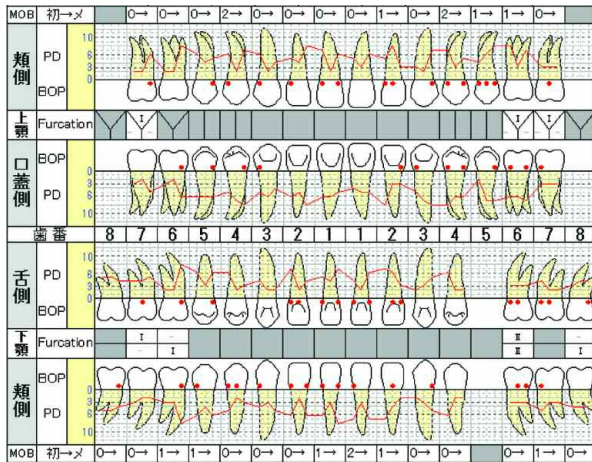 MOB 初→メ 0→ 0→ 0→ 2→ 0→ 0→ 0→ 0→ 1→ 0→ 2→ 1→ 1→ 0→
頬側 PD 10 6 3 0
BOP
上顎 Furcation I I I
口蓋側 BOP 0
PD 3 6 10
歯番 8 7 6 5 4 3 2 1 1 2 3 4 5 6 7 8
舌側 PD 10 6 3 0
BOP
下顎 Furcation I - II -
- I II I
頬側 BOP 0
PD 3 6 10
MOB 初→メ 0→ 0→ 1→ 0→ 0→ 0→ 1→ 1→ 2→ 1→ 0→ 0→ 0→ 1→ 0→